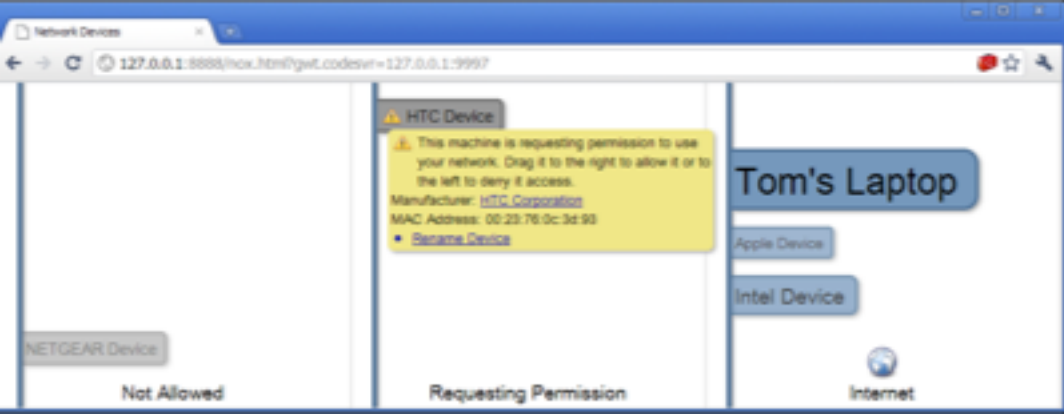 Network Devices
127.0.0.1:8888/nox.html?gwt.codesvr=127.0.0.1:9997
HTC Device
This machine is requesting permission to use
your network. Drag it to the right to allow it or to
the left to deny it access.
Manufacturer: HTC Corporation
MAC Address: 00:23:76:0c:3d:93
Rename Device
Tom's Laptop
Apple Device
Intel Device
NETGEAR Device
Not Allowed
Requesting Permission
Internet